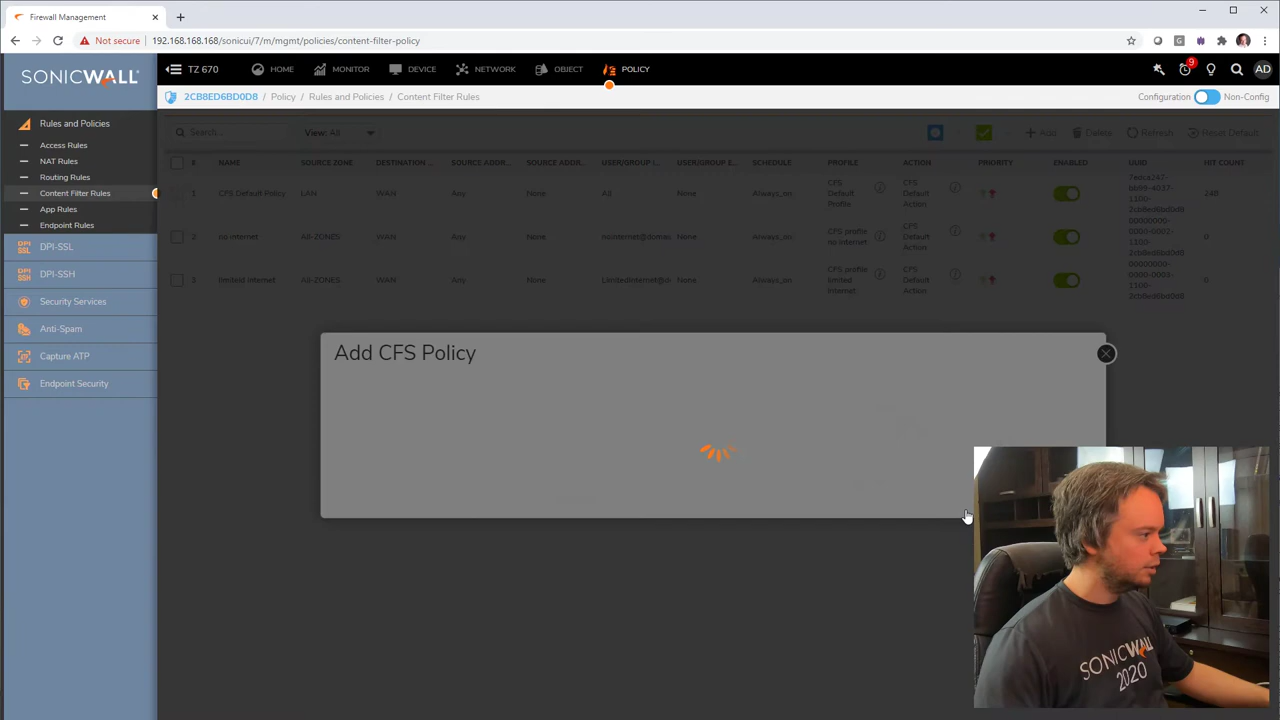 Firewall Management
Not secure 192.168.168.168/sonicui/7/m/mgmt/policies/content-filter-policy
SONICWALL
TZ 670 HOME MONITOR DEVICE NETWORK OBJECT POLICY 9 AD
2CB8ED6BD0D8 / Policy / Rules and Policies / Content Filter Rules Configuration Non-Config
Rules and Policies
Access Rules
NAT Rules
Routing Rules
Content Filter Rules
App Rules
Endpoint Rules
DPI-SSL
DPI-SSH
Security Services
Anti-Spam
Capture ATP
Endpoint Security
Search... View: All + Add Delete Refresh Reset Default
# NAME SOURCE ZONE DESTINATION ... SOURCE ADDR... SOURCE ADDR... USER/GROUP I... USER/GROUP E... SCHEDULE PROFILE ACTION PRIORITY ENABLED UUID HIT COUNT
1 CFS Default Policy LAN WAN Any None All None Always_on CFS Default Profile CFS Default Action
2 no internet All-ZONES WAN Any None nointernet@domas None Always_on CFS profile no internet CFS Default Action 0
3 limited internet All-ZONES WAN Any None LimitedInternet@d None Always_on CFS profile limited internet CFS Default Action 0
Add CFS Policy
SONICWALL
2020